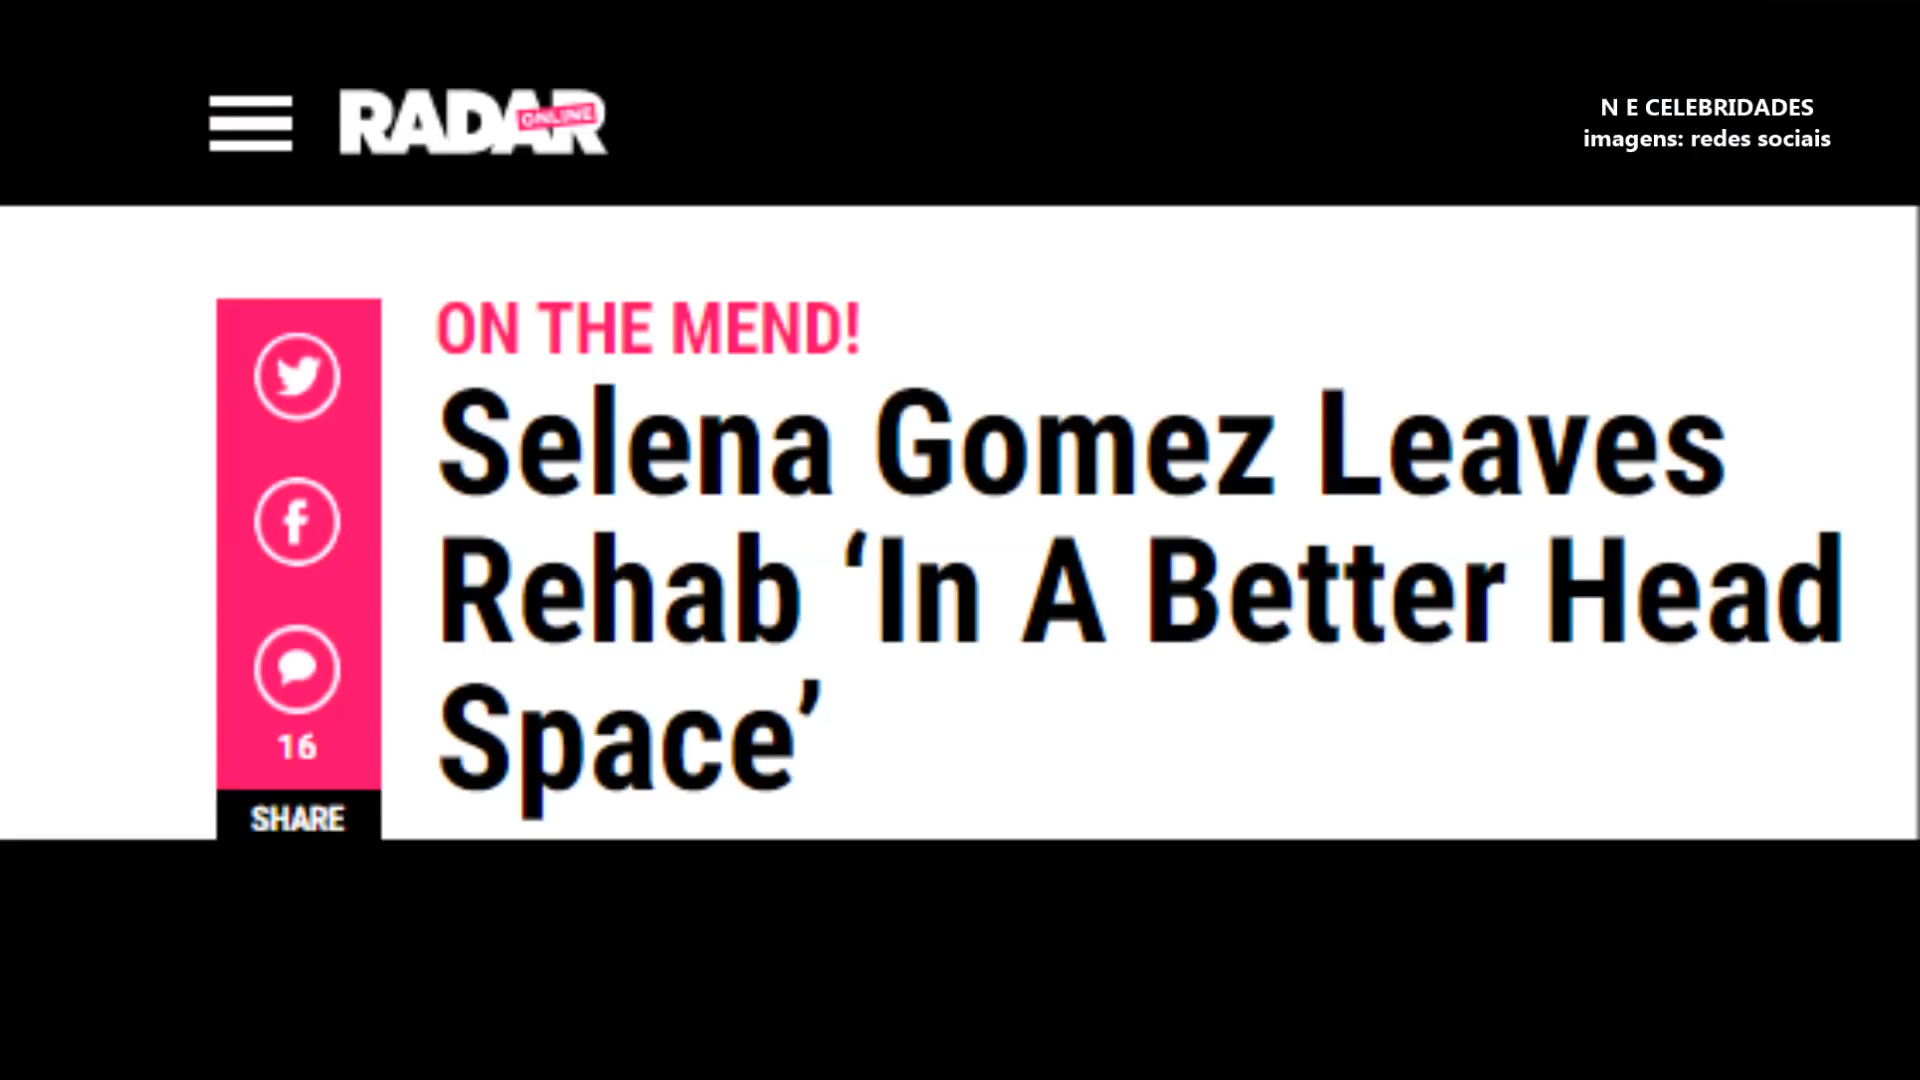 RADAR
ONLINE
N E CELEBRIDADES
imagens: redes sociais
ON THE MEND!
Selena Gomez Leaves
Rehab ‘In A Better Head
Space’
16
SHARE